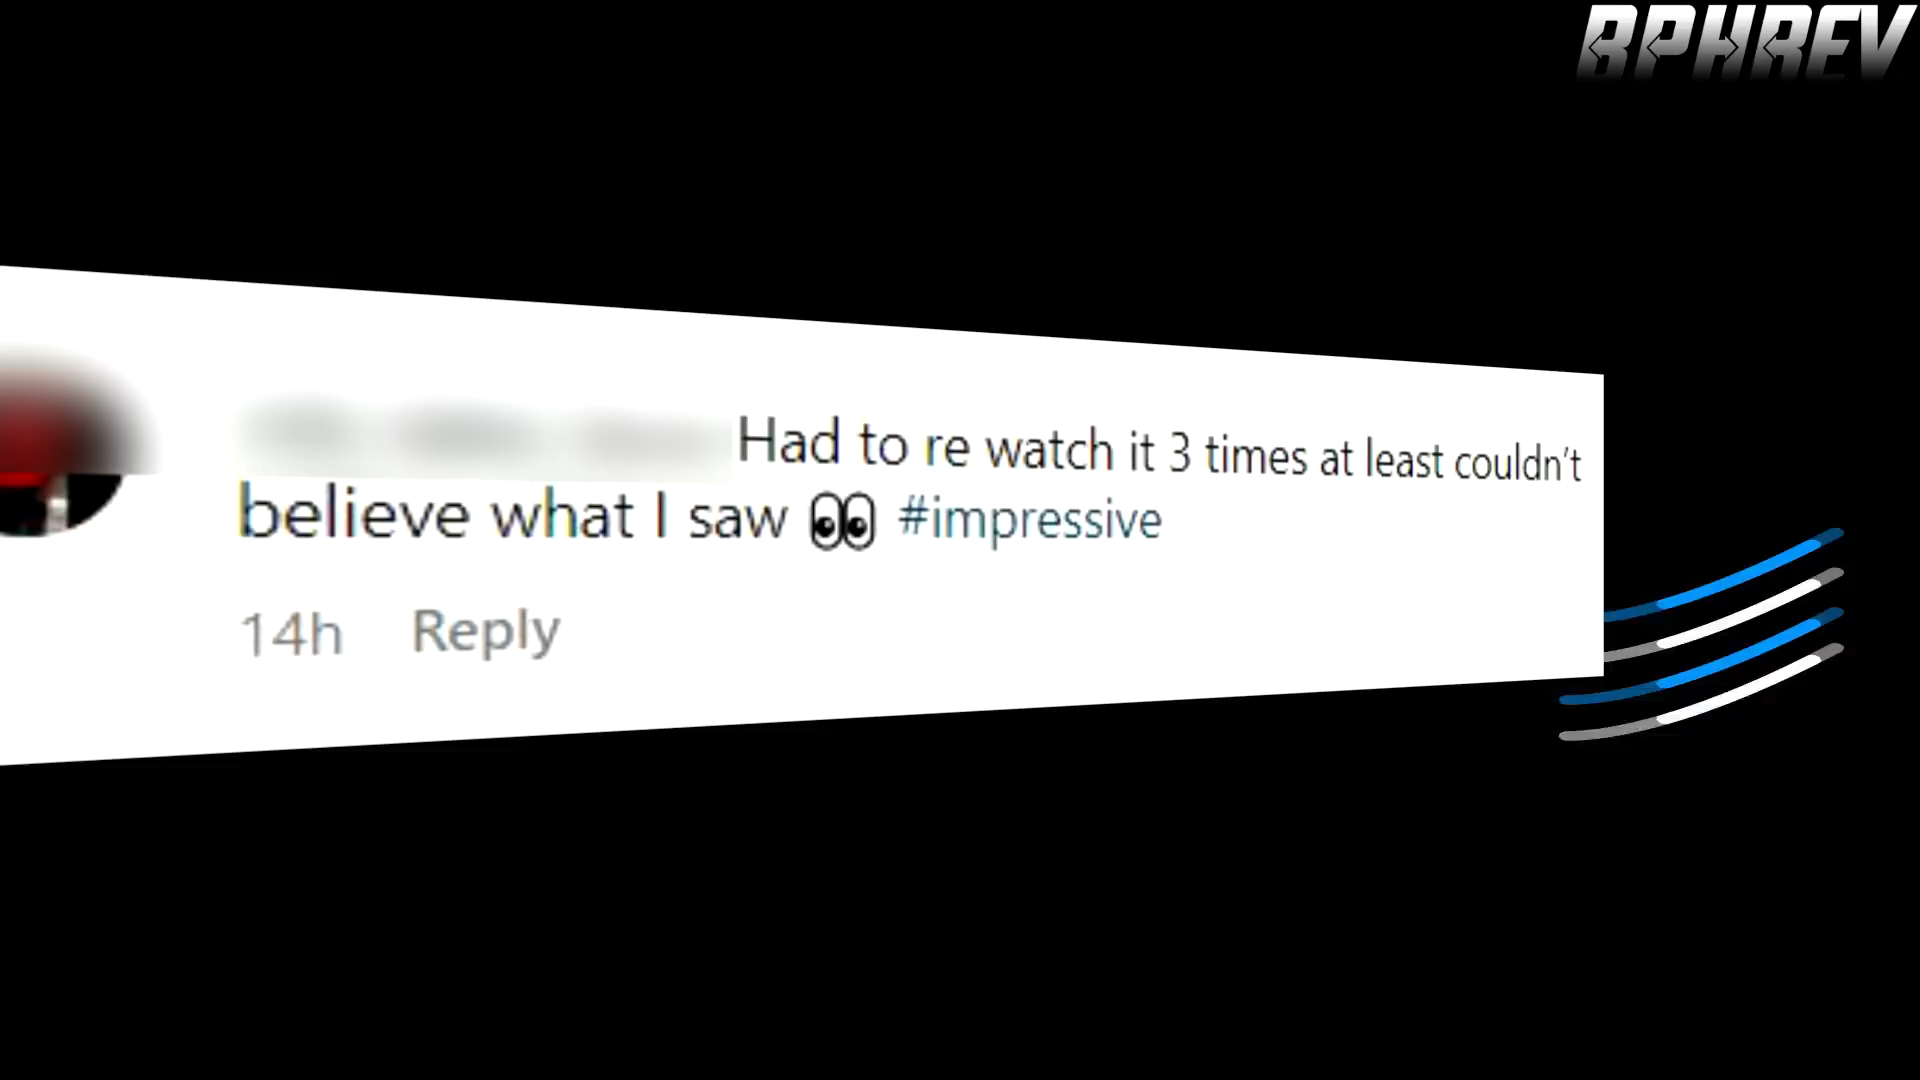 BPHREV
Had to re watch it 3 times at least couldn't
believe what I saw 👀 #impressive
14h Reply